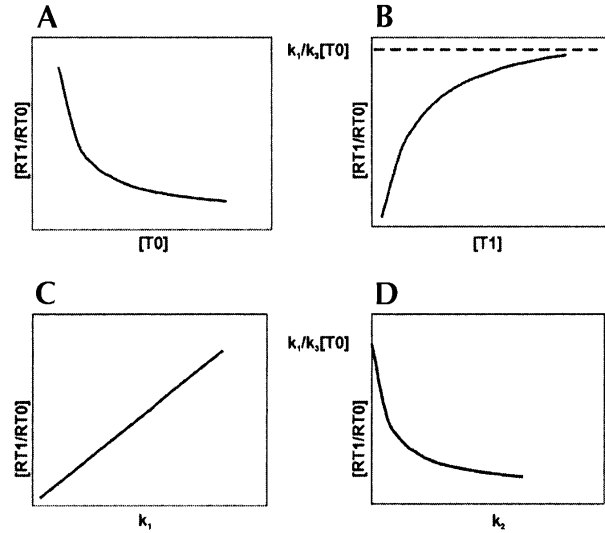 A
[RT1/RT0]
[T0]
B
k₁/k₃[T0]
[RT1/RT0]
[T1]
C
[RT1/RT0]
k₁
D
k₁/k₃[T0]
[RT1/RT0]
k₂